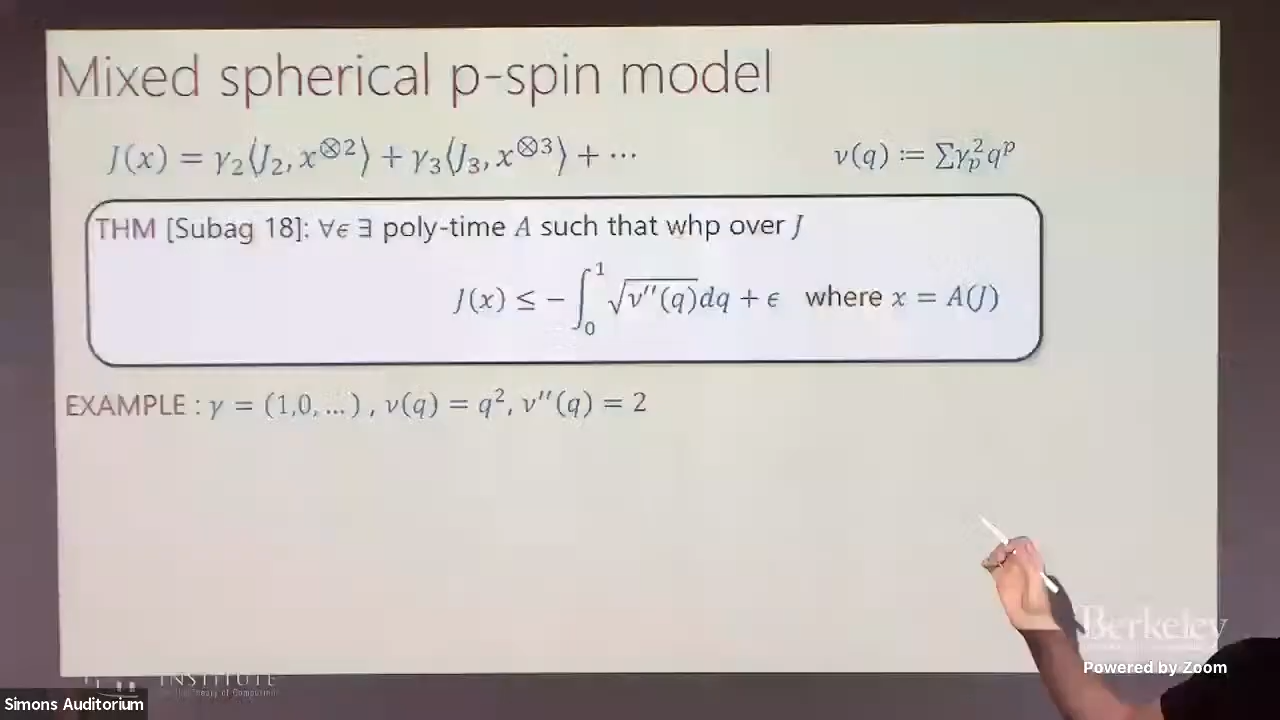 Mixed spherical p-spin model
J(x) = γ₂⟨J₂, x^{⊗2}⟩ + γ₃⟨J₃, x^{⊗3}⟩ + ⋯ ν(q) ≔ ∑γ_p²q^p
THM [Subag 18]: ∀ϵ ∃ poly-time A such that whp over J
J(x) ≤ − ∫₀¹ √ν′′(q) dq + ϵ where x = A(J)
EXAMPLE : γ = (1,0, …) , ν(q) = q², ν′′(q) = 2
Berkeley
Powered by Zoom
INSTITUTE
Simons Auditorium